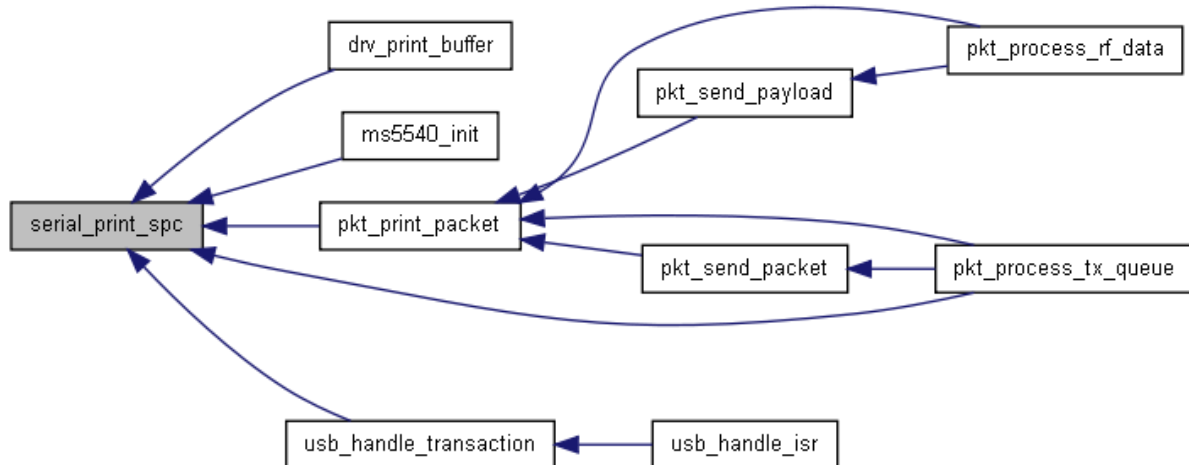 drv_print_buffer
pkt_process_rf_data
pkt_send_payload
ms5540_init
serial_print_spc
pkt_print_packet
pkt_send_packet
pkt_process_tx_queue
usb_handle_transaction
usb_handle_isr